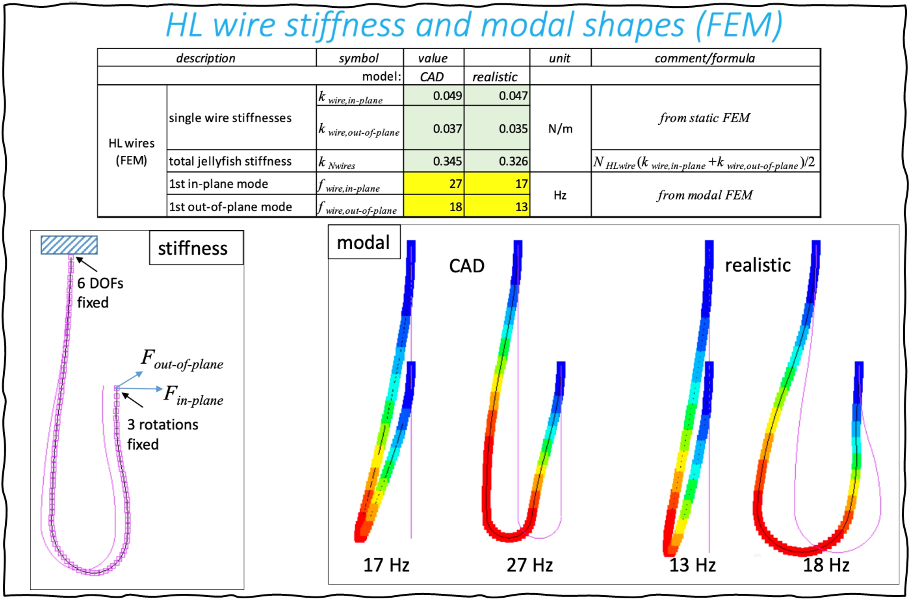 HL wire stiffness and modal shapes (FEM)
description symbol value unit comment/formula
model: CAD realistic
HL wires (FEM)
single wire stiffnesses
k wire,in-plane 0.049 0.047
k wire,out-of-plane 0.037 0.035
N/m
from static FEM
total jellyfish stiffness k Nwires 0.345 0.326 N HLwire (k wire,in-plane +k wire,out-of-plane )/2
1st in-plane mode f wire,in-plane 27 17
1st out-of-plane mode f wire,out-of-plane 18 13
Hz
from modal FEM
stiffness
6 DOFs
fixed
F out-of-plane
F in-plane
3 rotations
fixed
modal
CAD
realistic
17 Hz
27 Hz
13 Hz
18 Hz